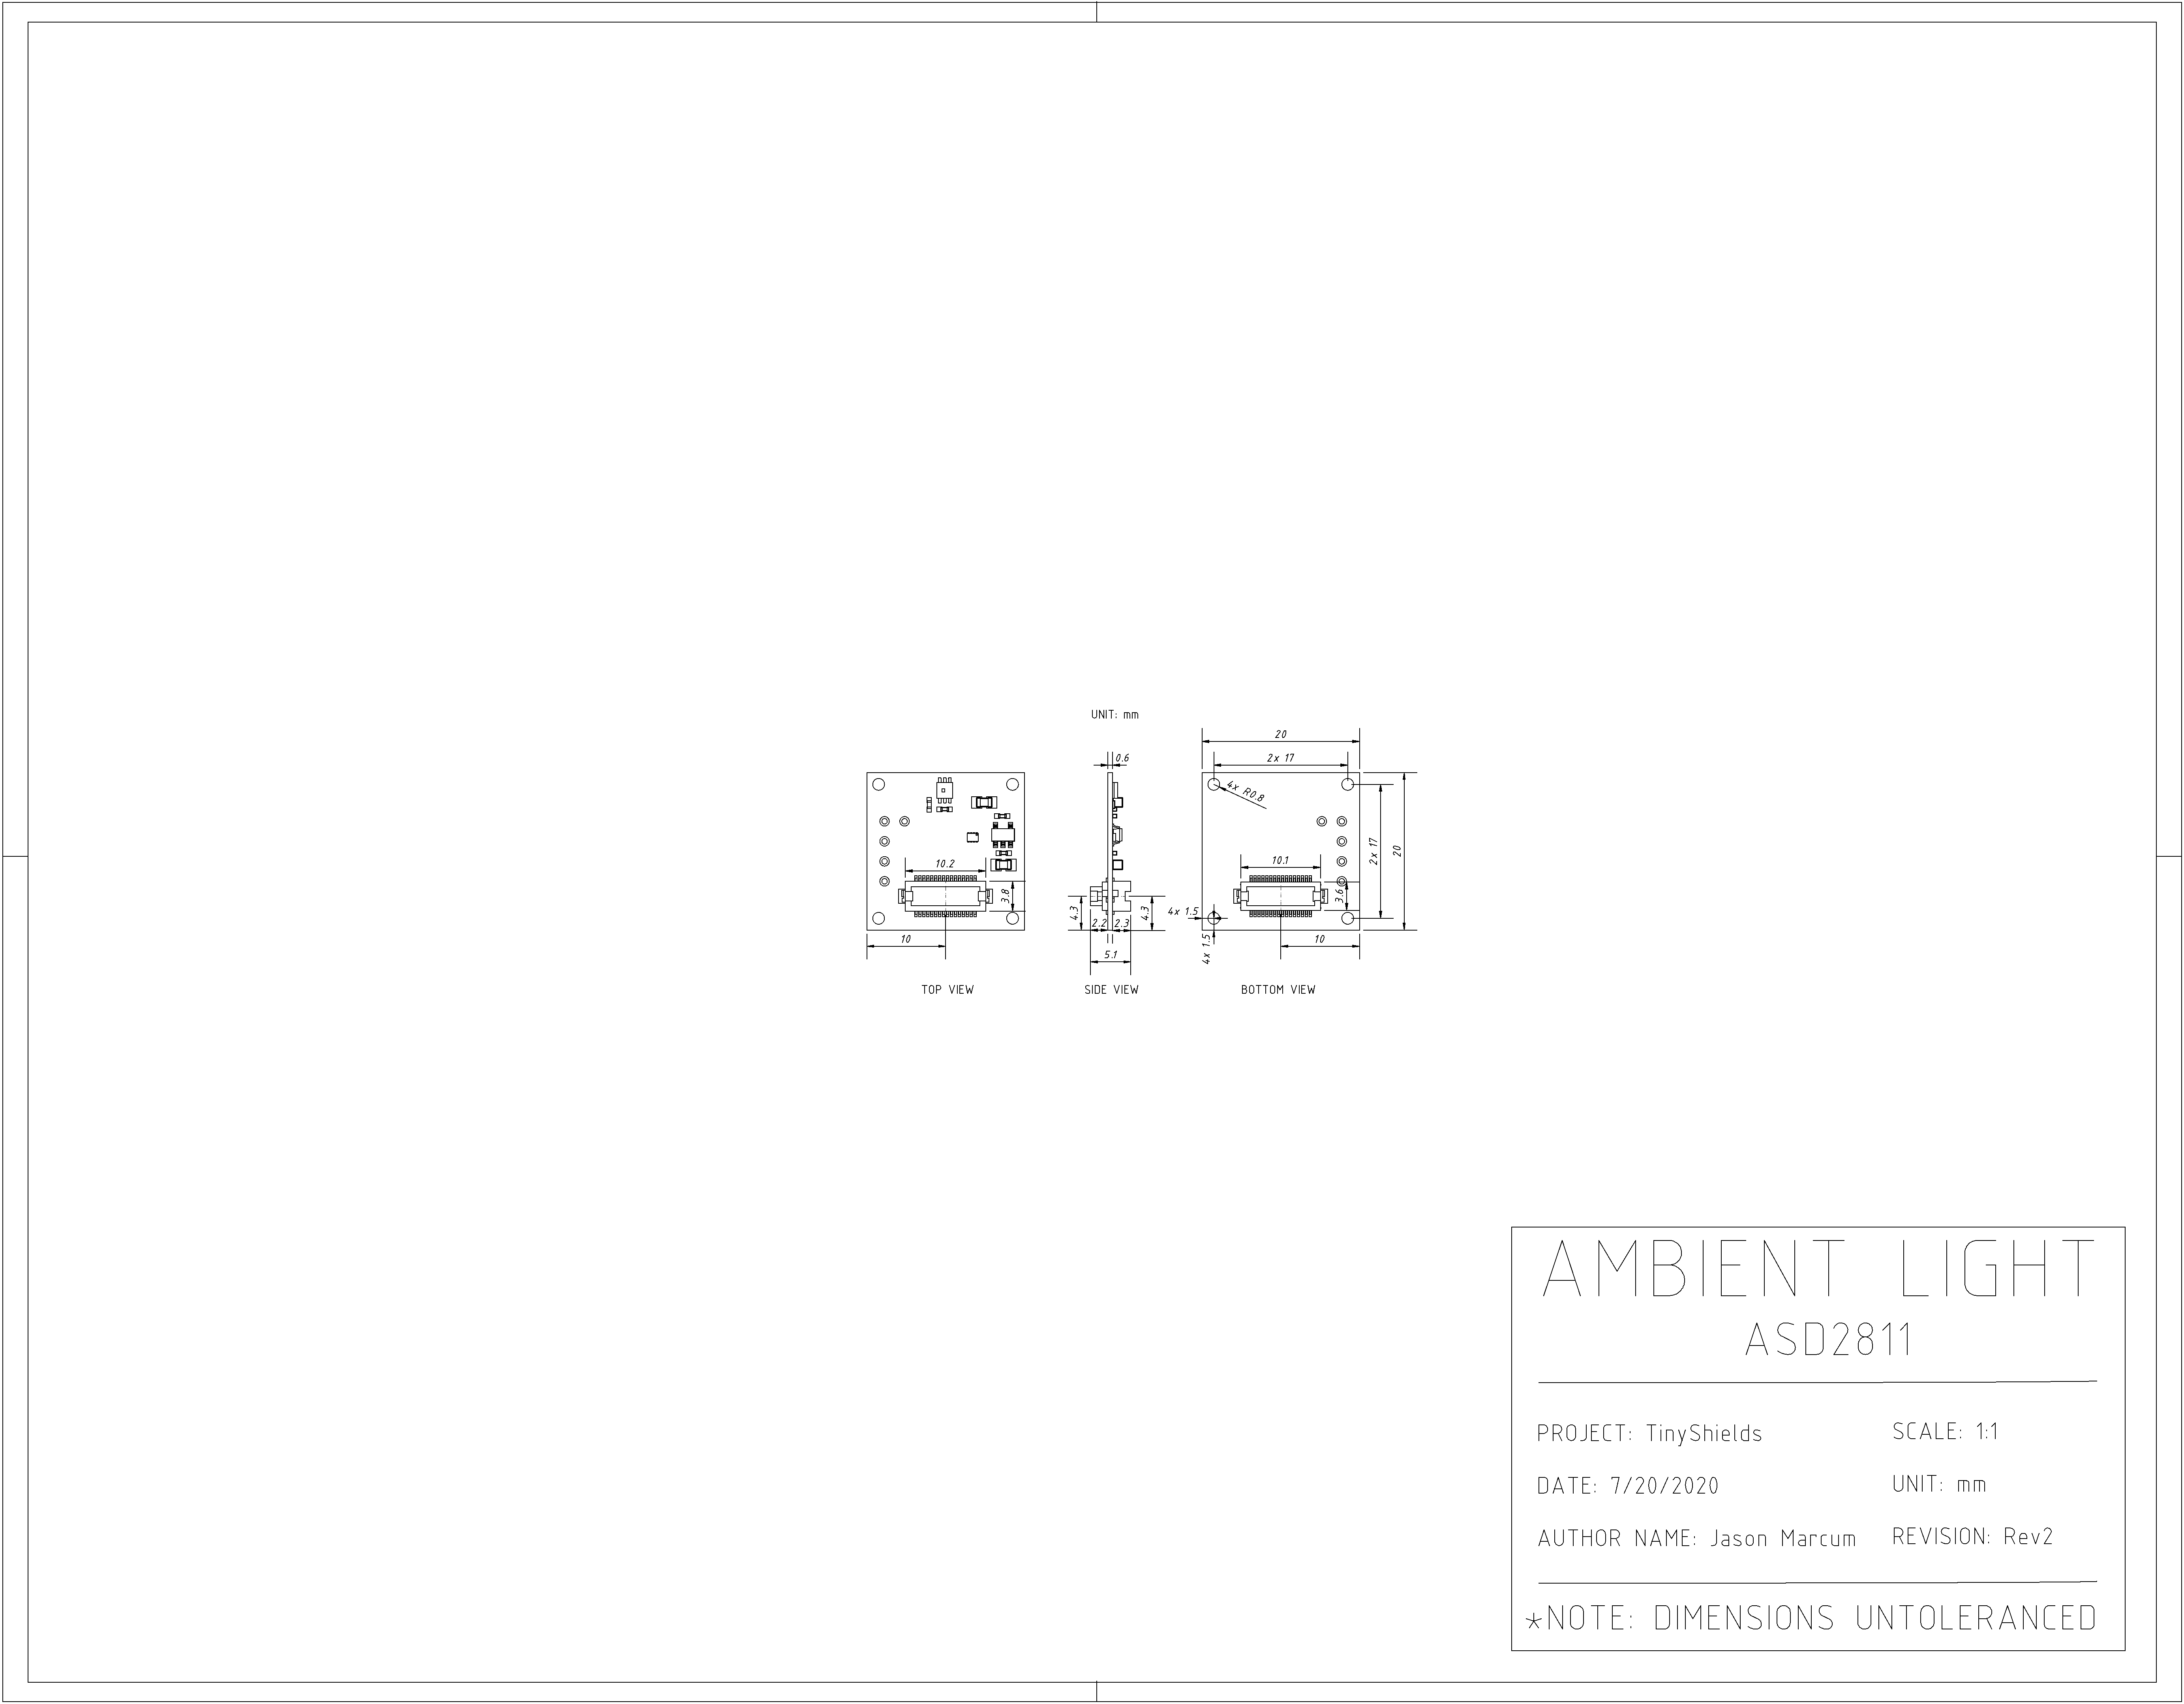 UNIT: mm
10.2
3.8
10
TOP VIEW
0.6
4.3
2.2
2.3
4.3
5.1
SIDE VIEW
20
2x 17
4x R0.8
2x 17
20
10.1
3.6
4x 1.5
4x 1.5
10
BOTTOM VIEW
AMBIENT LIGHT
ASD2811
PROJECT: TinyShields
SCALE: 1:1
DATE: 7/20/2020
UNIT: mm
AUTHOR NAME: Jason Marcum
REVISION: Rev2
*NOTE: DIMENSIONS UNTOLERANCED